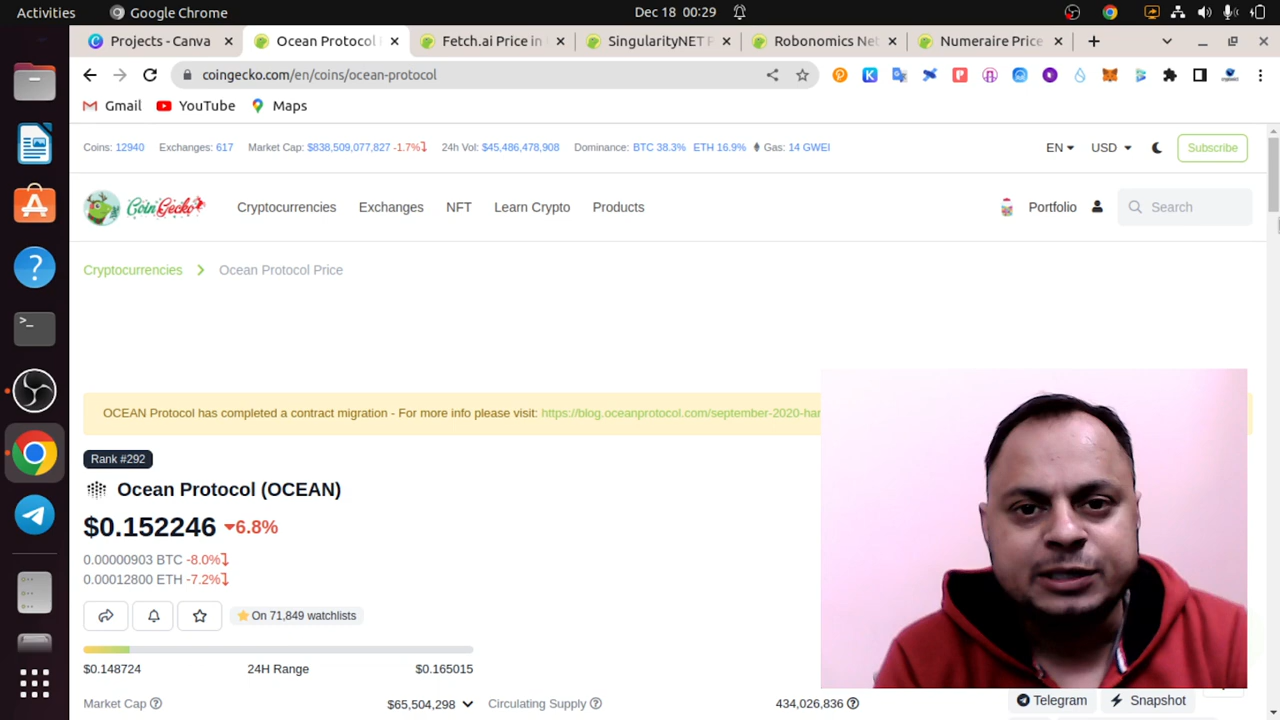 Activities Google Chrome Dec 18 00:29
Projects - Canva Ocean Protocol Fetch.ai Price in SingularityNET P Robonomics Net Numeraire Price
coingecko.com/en/coins/ocean-protocol
Gmail YouTube Maps
Coins: 12940 Exchanges: 617 Market Cap: $838,509,077,827 -1.7% 24h Vol: $45,486,478,908 Dominance: BTC 38.3% ETH 16.9% Gas: 14 GWEI EN USD Subscribe
CoinGecko Cryptocurrencies Exchanges NFT Learn Crypto Products Portfolio Search
Cryptocurrencies > Ocean Protocol Price
OCEAN Protocol has completed a contract migration - For more info please visit: https://blog.oceanprotocol.com/september-2020-har
Rank #292
Ocean Protocol (OCEAN)
$0.152246 6.8%
0.00000903 BTC -8.0%
0.00012800 ETH -7.2%
On 71,849 watchlists
$0.148724 24H Range $0.165015
Market Cap $65,504,298 Circulating Supply 434,026,836 Telegram Snapshot